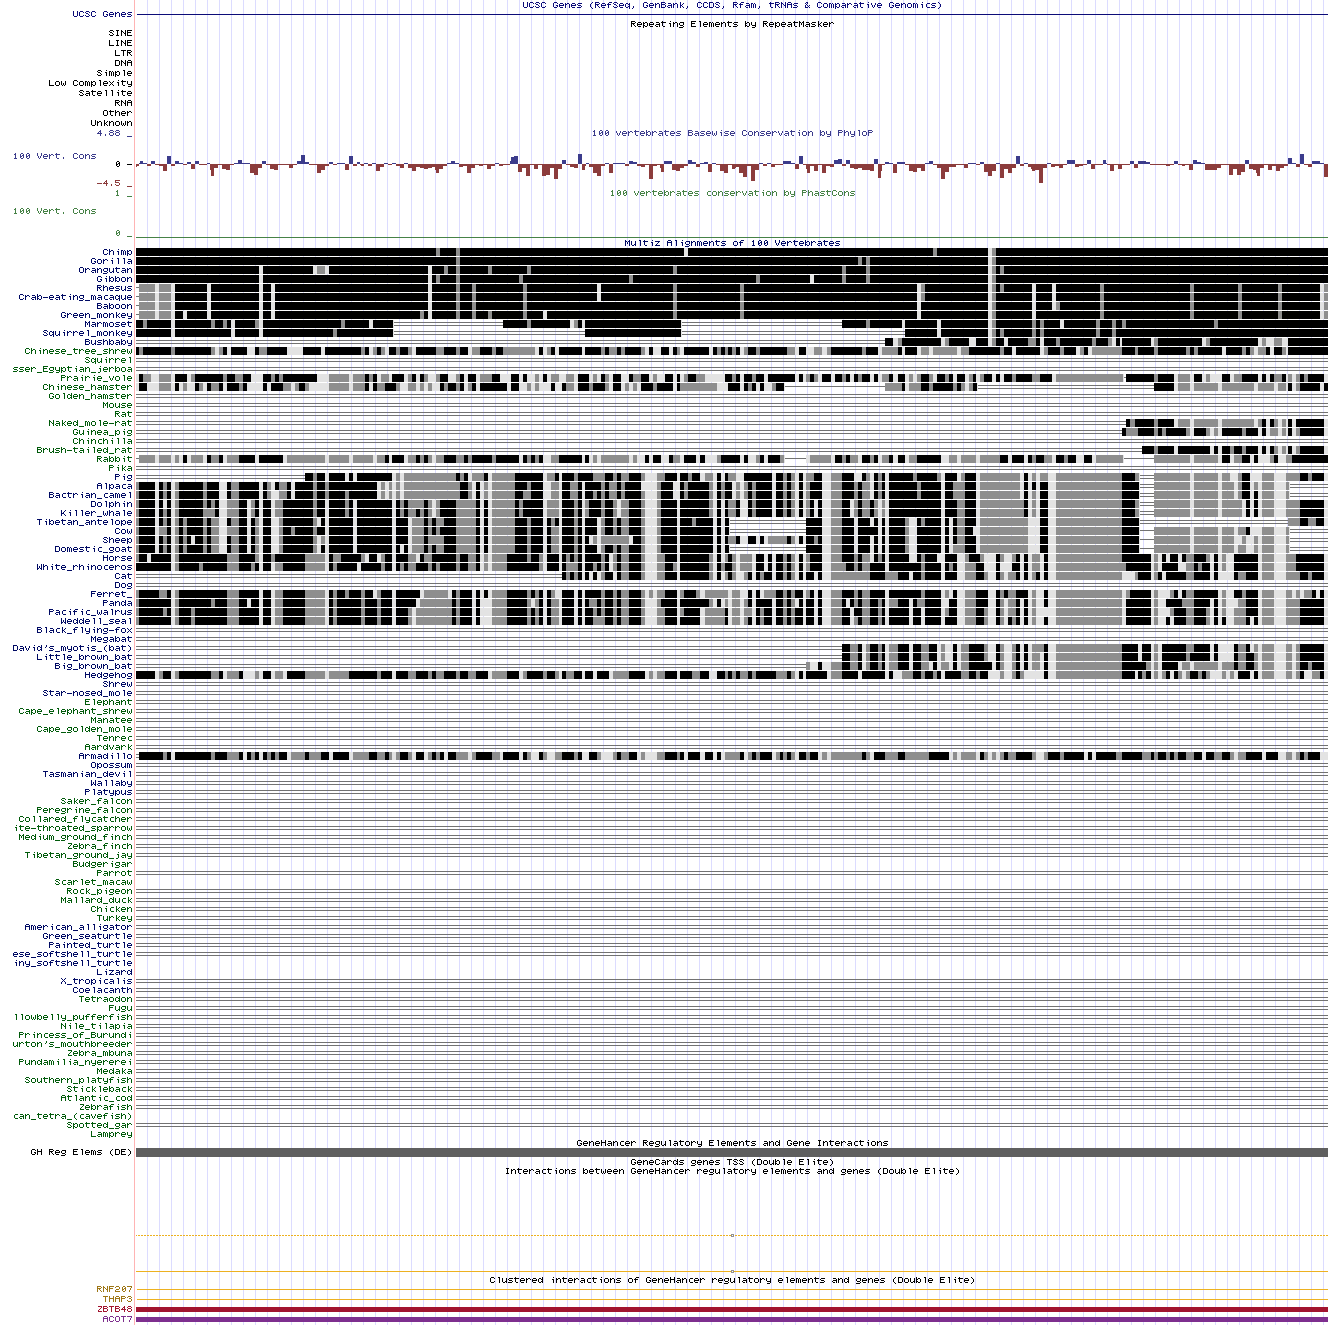 UCSC Genes (RefSeq, GenBank, CCDS, Rfam, tRNAs & Comparative Genomics)
UCSC Genes
Repeating Elements by RepeatMasker
SINE
LINE
LTR
DNA
Simple
Low Complexity
Satellite
RNA
Other
Unknown
4.88 _
100 vertebrates Basewise Conservation by PhyloP
100 Vert. Cons
0 _
-4.5 _
1 _
100 vertebrates conservation by PhastCons
100 Vert. Cons
0 _
Multiz Alignments of 100 Vertebrates
Chimp
Gorilla
Orangutan
Gibbon
Rhesus
Crab-eating_macaque
Baboon
Green_monkey
Marmoset
Squirrel_monkey
Bushbaby
Chinese_tree_shrew
Squirrel
sser_Egyptian_jerboa
Prairie_vole
Chinese_hamster
Golden_hamster
Mouse
Rat
Naked_mole-rat
Guinea_pig
Chinchilla
Brush-tailed_rat
Rabbit
Pika
Pig
Alpaca
Bactrian_camel
Dolphin
Killer_whale
Tibetan_antelope
Cow
Sheep
Domestic_goat
Horse
White_rhinoceros
Cat
Dog
Ferret_
Panda
Pacific_walrus
Weddell_seal
Black_flying-fox
Megabat
David's_myotis_(bat)
Little_brown_bat
Big_brown_bat
Hedgehog
Shrew
Star-nosed_mole
Elephant
Cape_elephant_shrew
Manatee
Cape_golden_mole
Tenrec
Aardvark
Armadillo
Opossum
Tasmanian_devil
Wallaby
Platypus
Saker_falcon
Peregrine_falcon
Collared_flycatcher
ite-throated_sparrow
Medium_ground_finch
Zebra_finch
Tibetan_ground_jay
Budgerigar
Parrot
Scarlet_macaw
Rock_pigeon
Mallard_duck
Chicken
Turkey
American_alligator
Green_seaturtle
Painted_turtle
ese_softshell_turtle
iny_softshell_turtle
Lizard
X_tropicalis
Coelacanth
Tetraodon
Fugu
llowbelly_pufferfish
Nile_tilapia
Princess_of_Burundi
urton's_mouthbreeder
Zebra_mbuna
Pundamilia_nyererei
Medaka
Southern_platyfish
Stickleback
Atlantic_cod
Zebrafish
can_tetra_(cavefish)
Spotted_gar
Lamprey
GeneHancer Regulatory Elements and Gene Interactions
GH Reg Elems (DE)
GeneCards genes TSS (Double Elite)
Interactions between GeneHancer regulatory elements and genes (Double Elite)
Clustered interactions of GeneHancer regulatory elements and genes (Double Elite)
RNF207
THAP3
ZBTB48
ACOT7